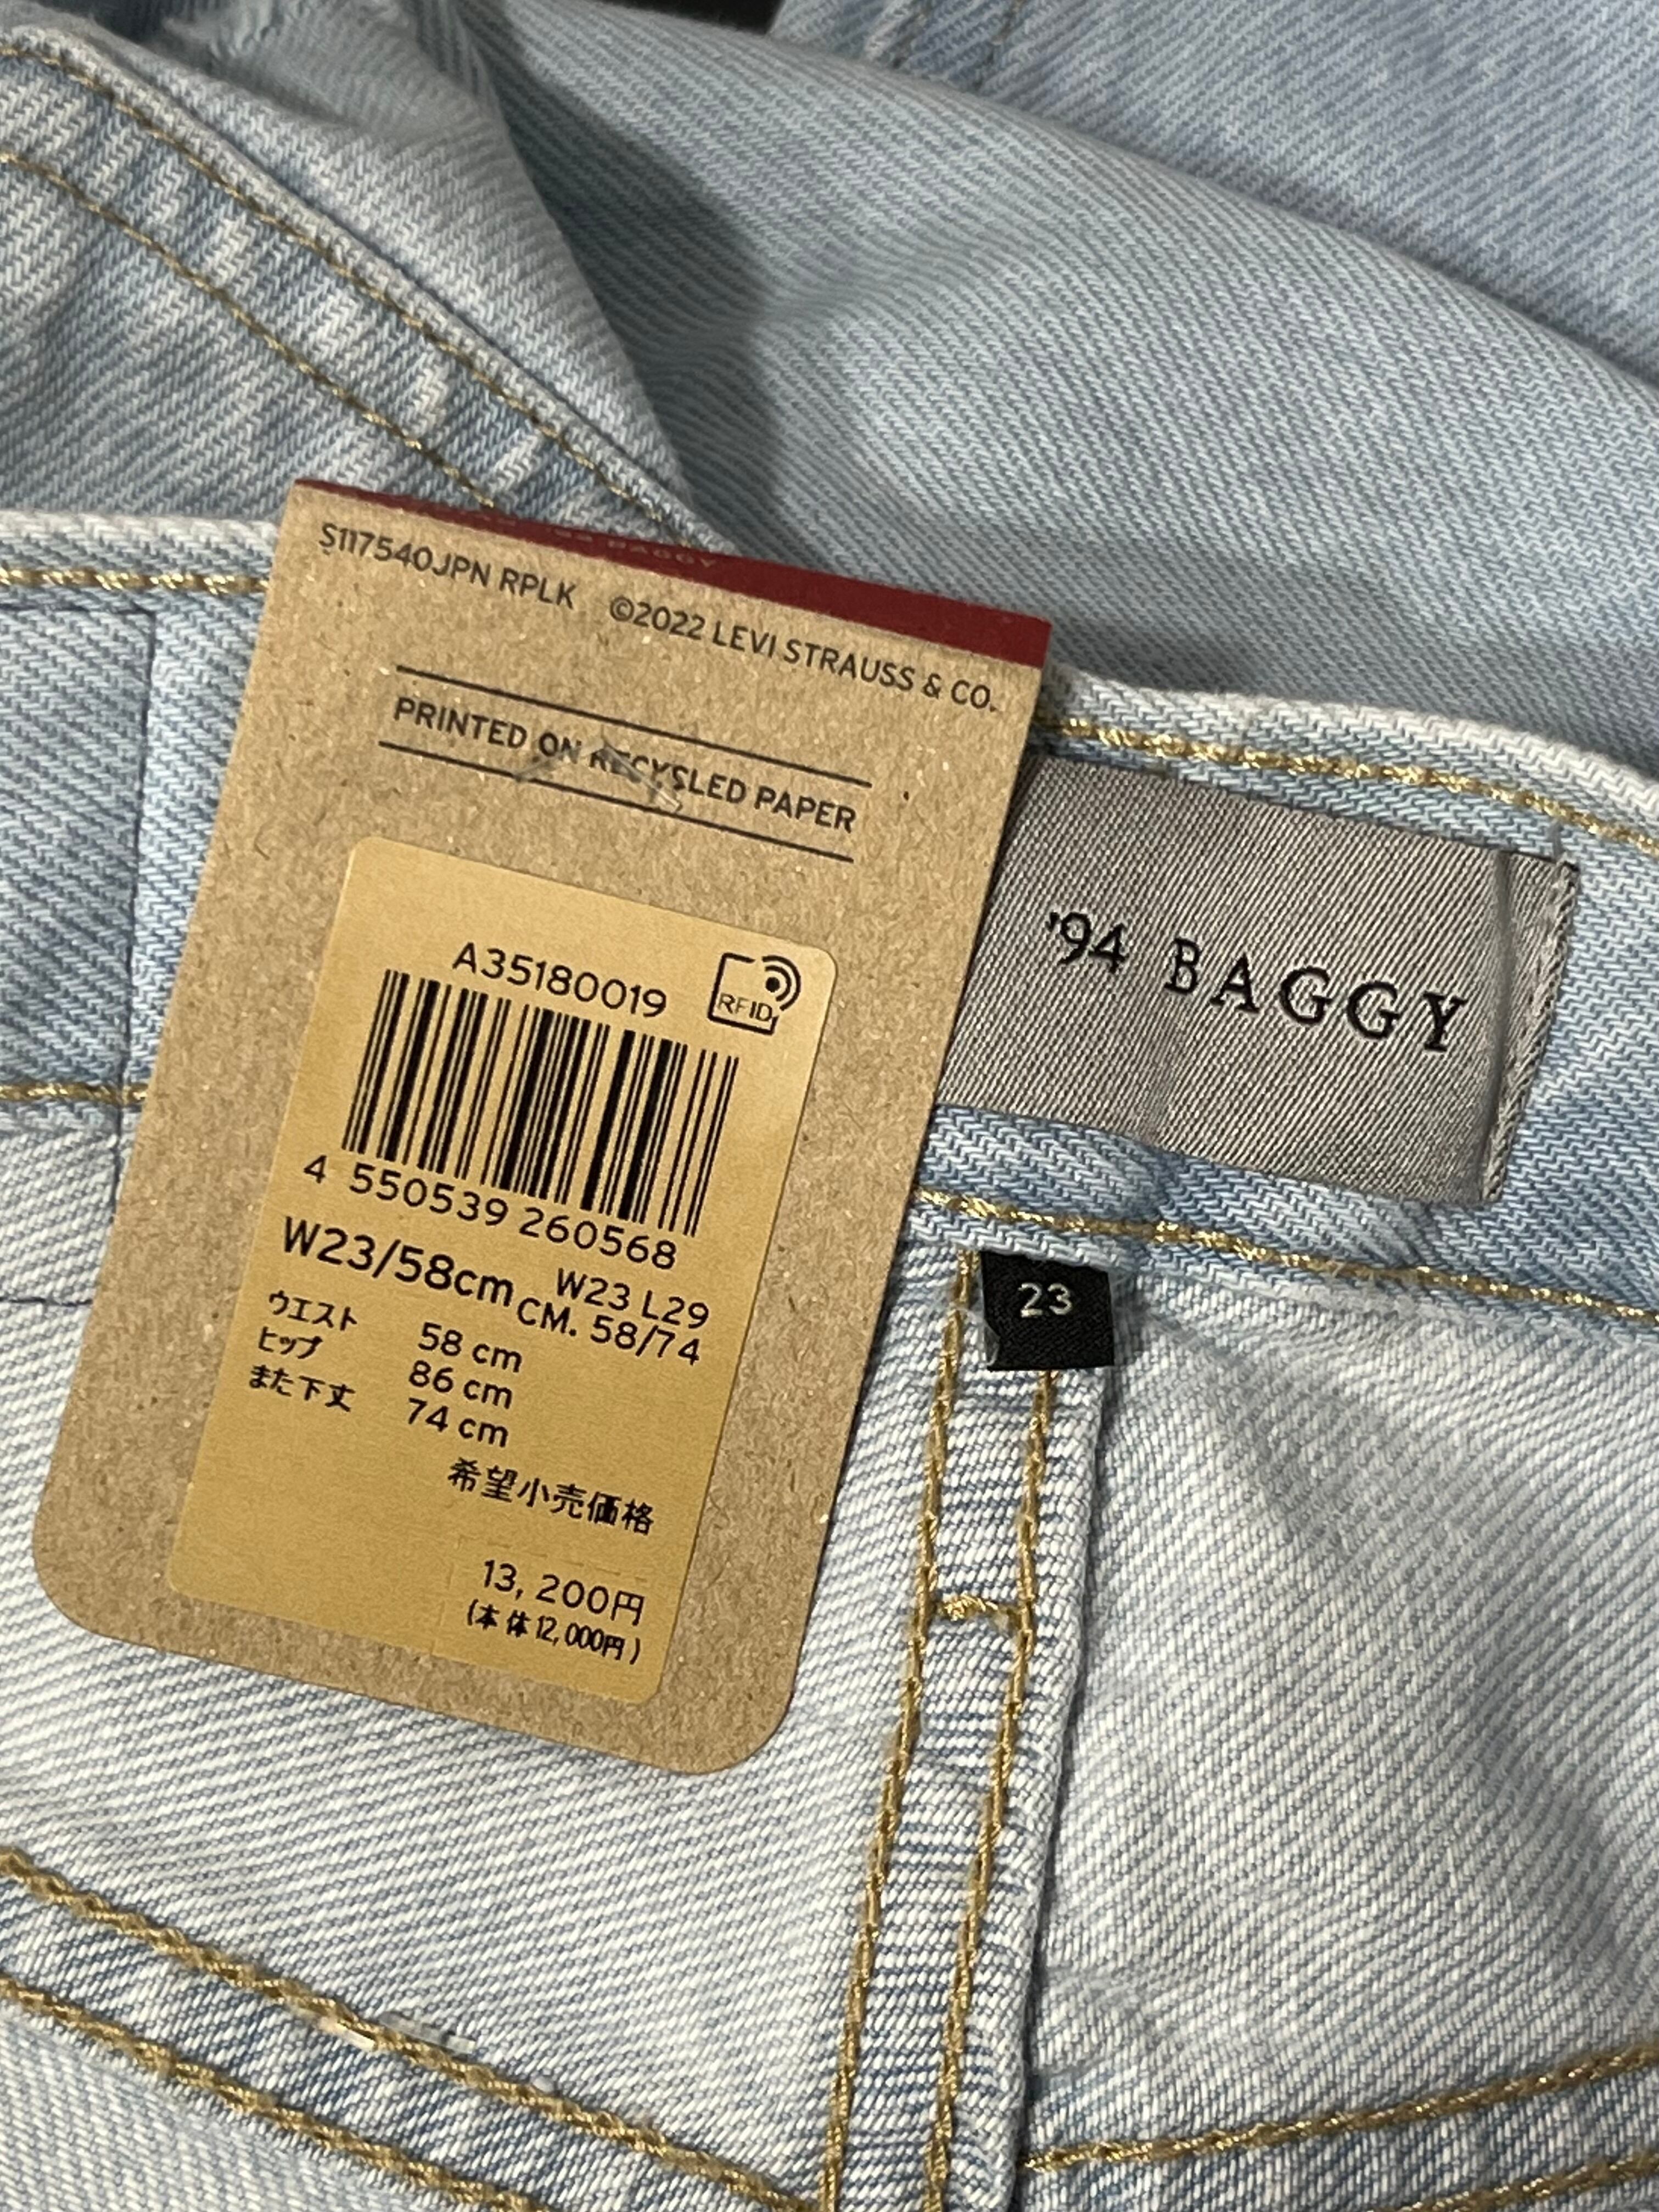 '94 BAGGY
S117540JPN RPLK ©2022 LEVI STRAUSS & CO.
PRINTED ON RECYCLED PAPER
A35180019
RFID
4 550539 260568
W23/58cm
W23 L29
CM. 58/74
ウエスト 58 cm
ヒップ 86 cm
また下丈 74 cm
希望小売価格
13,200円
(本体12,000円)
'94 BAGGY
23